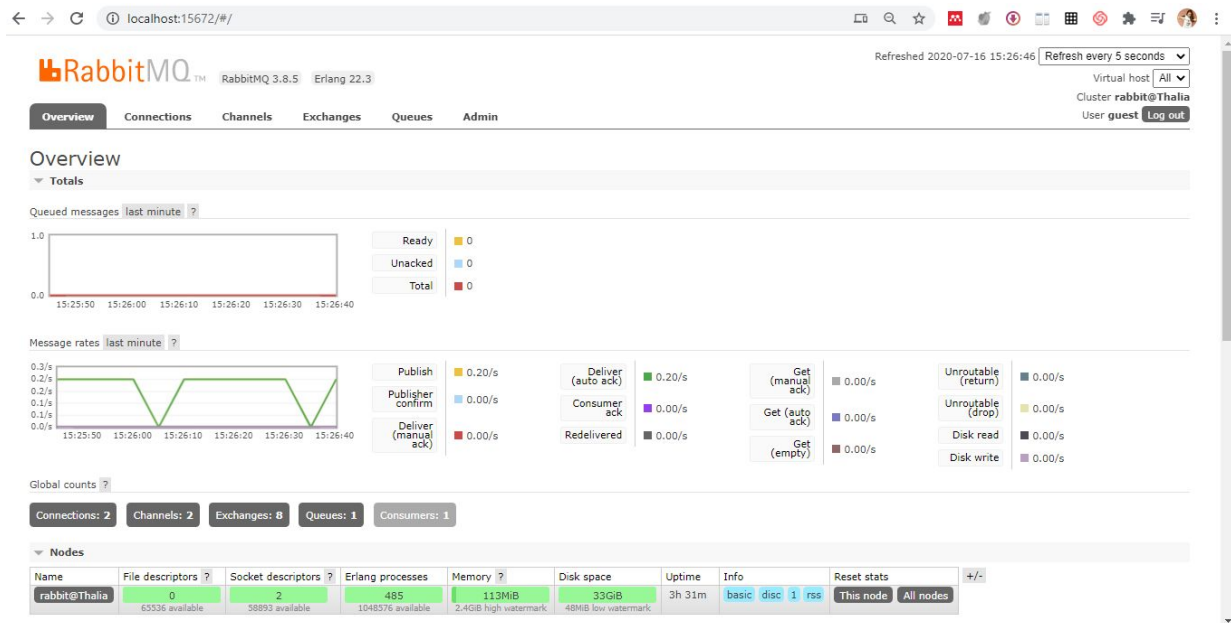 localhost:15672/#/
Refreshed 2020-07-16 15:26:46 Refresh every 5 seconds
RabbitMQ TM RabbitMQ 3.8.5 Erlang 22.3
Virtual host All
Cluster rabbit@Thalia
User guest Log out
Overview Connections Channels Exchanges Queues Admin
Overview
Totals
Queued messages last minute ?
1.0
0.0
15:25:50 15:26:00 15:26:10 15:26:20 15:26:30 15:26:40
Ready 0
Unacked 0
Total 0
Message rates last minute ?
0.3/s
0.2/s
0.2/s
0.1/s
0.1/s
0.0/s
15:25:50 15:26:00 15:26:10 15:26:20 15:26:30 15:26:40
Publish 0.20/s
Publisher
confirm 0.00/s
Deliver
(manual
ack) 0.00/s
Deliver
(auto ack) 0.20/s
Consumer
ack 0.00/s
Redelivered 0.00/s
Get
(manual
ack) 0.00/s
Get (auto
ack) 0.00/s
Get
(empty) 0.00/s
Unroutable
(return) 0.00/s
Unroutable
(drop) 0.00/s
Disk read 0.00/s
Disk write 0.00/s
Global counts ?
Connections: 2 Channels: 2 Exchanges: 8 Queues: 1 Consumers: 1
Nodes
Name File descriptors ? Socket descriptors ? Erlang processes Memory ? Disk space Uptime Info Reset stats +/-
rabbit@Thalia 0 2 485 113MiB 33GiB 3h 31m basic disc 1 rss This node All nodes
65536 available 58893 available 1048576 available 2.4GiB high watermark 48MiB low watermark